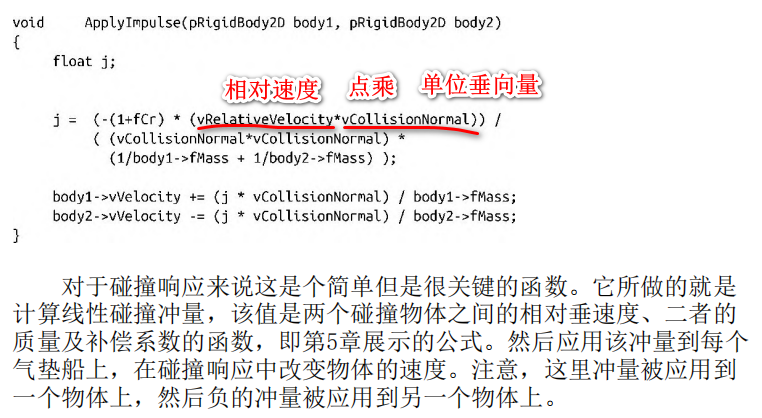 void ApplyImpulse(pRigidBody2D body1, pRigidBody2D body2)
{
float j;
相对速度 点乘 单位垂向量
j = (-(1+fCr) * (vRelativeVelocity*vCollisionNormal)) /
( (vCollisionNormal*vCollisionNormal) *
(1/body1->fMass + 1/body2->fMass) );
body1->vVelocity += (j * vCollisionNormal) / body1->fMass;
body2->vVelocity -= (j * vCollisionNormal) / body2->fMass;
}
对于碰撞响应来说这是个简单但是很关键的函数。它所做的就是
计算线性碰撞冲量，该值是两个碰撞物体之间的相对垂速度、二者的
质量及补偿系数的函数，即第5章展示的公式。然后应用该冲量到每个
气垫船上，在碰撞响应中改变物体的速度。注意，这里冲量被应用到
一个物体上，然后负的冲量被应用到另一个物体上。